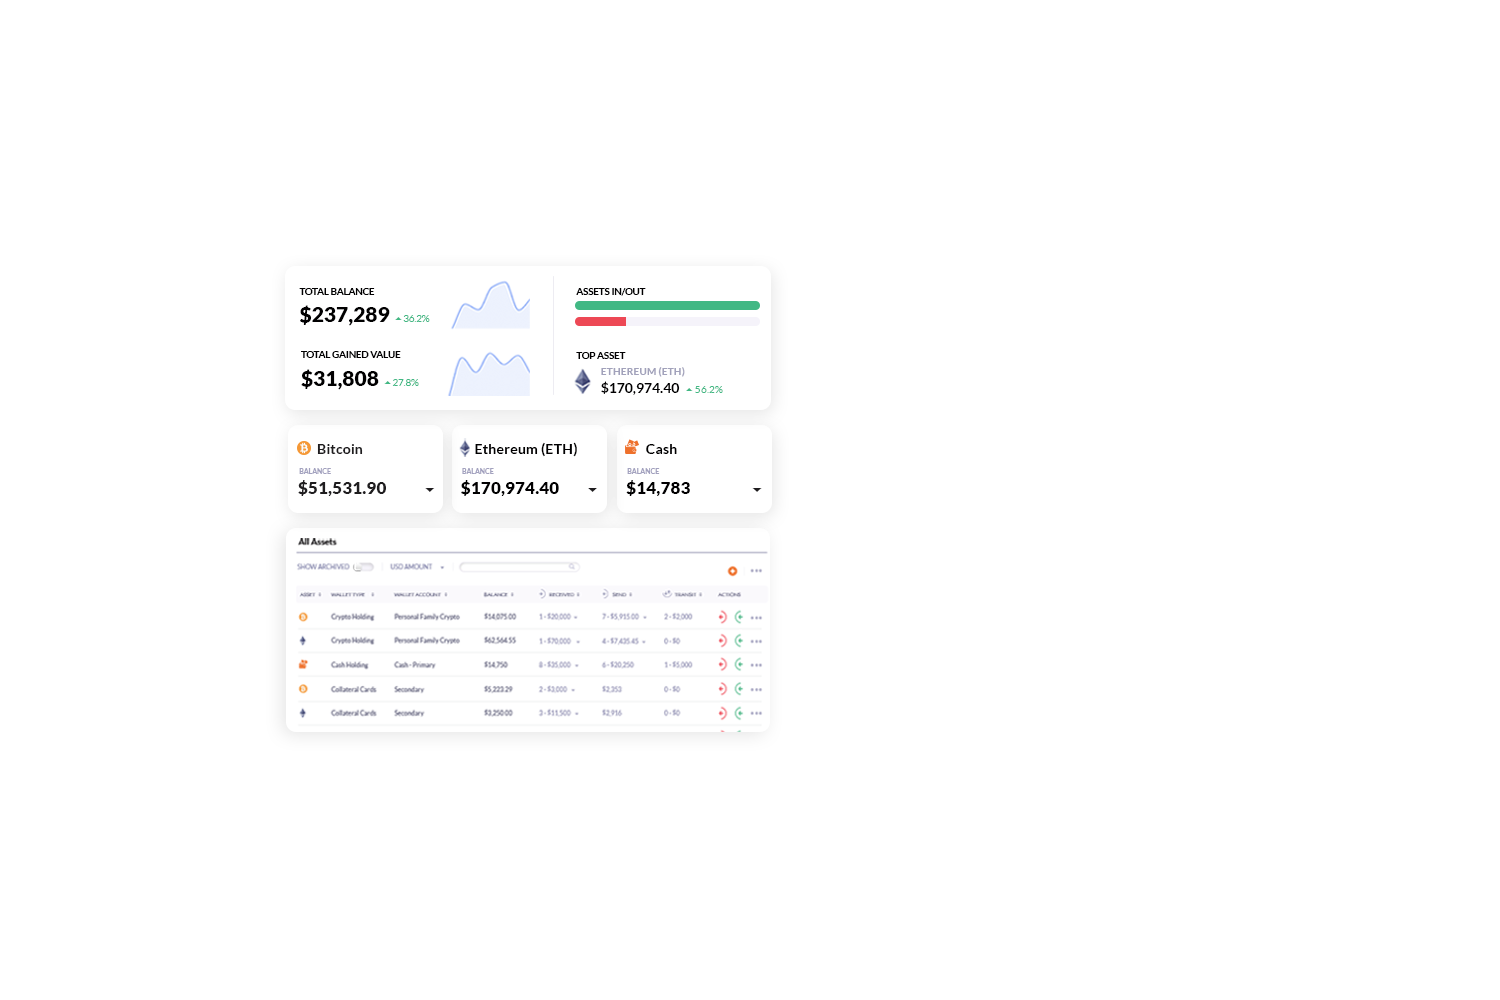 TOTAL BALANCE
$237,289 36.2%
TOTAL GAINED VALUE
$31,808 27.8%
ASSETS IN/OUT
TOP ASSET
ETHEREUM (ETH)
$170,974.40 56.2%
Bitcoin
BALANCE
$51,531.90
Ethereum (ETH)
BALANCE
$170,974.40
Cash
BALANCE
$14,783
All Assets
SHOW ARCHIVED USD AMOUNT
ASSET WALLET TYPE WALLET ACCOUNT BALANCE RECEIVED SEND TRANSIT ACTIONS
Crypto Holding Personal Family Crypto $14,075.00 1 - $20,000 7 - $5,915.00 2 - $2,000
Crypto Holding Personal Family Crypto $62,564.55 1 - $70,000 4 - $7,435.45 0 - $0
Cash Holding Cash - Primary $14,750 8 - $35,000 6 - $20,250 1 - $5,000
Collateral Cards Secondary $5,223.29 2 - $3,000 $2,353 0 - $0
Collateral Cards Secondary $3,250.00 3 - $11,500 $2,916 0 - $0